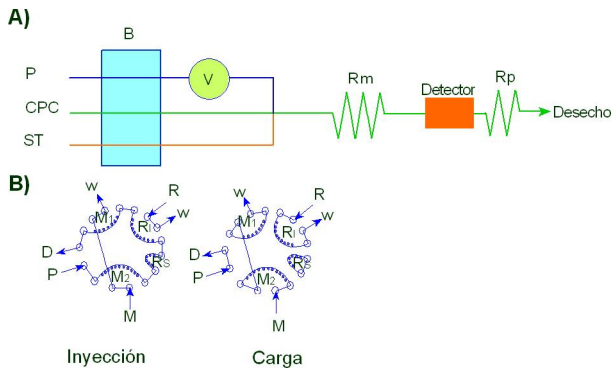 A)
B
P
V
CPC
ST
Rm
Detector
Rp
Desecho
B)
W
R
M1
W
RI
D
RS
P
M2
M
W
R
M1
W
RI
D
RS
P
M2
M
Inyección
Carga